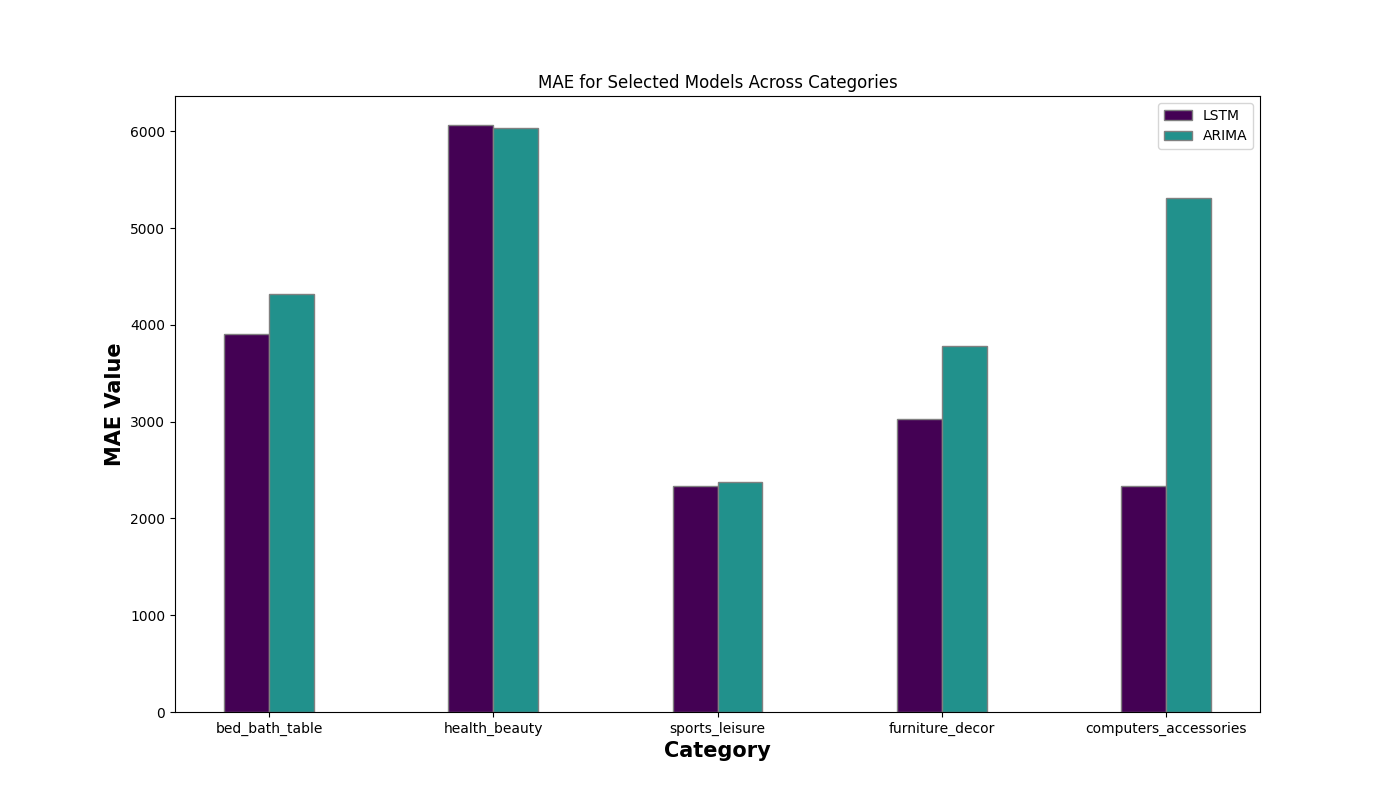 MAE for Selected Models Across Categories
LSTM
ARIMA
6000
5000
4000
3000
2000
1000
0
MAE Value
bed_bath_table
health_beauty
sports_leisure
furniture_decor
computers_accessories
Category